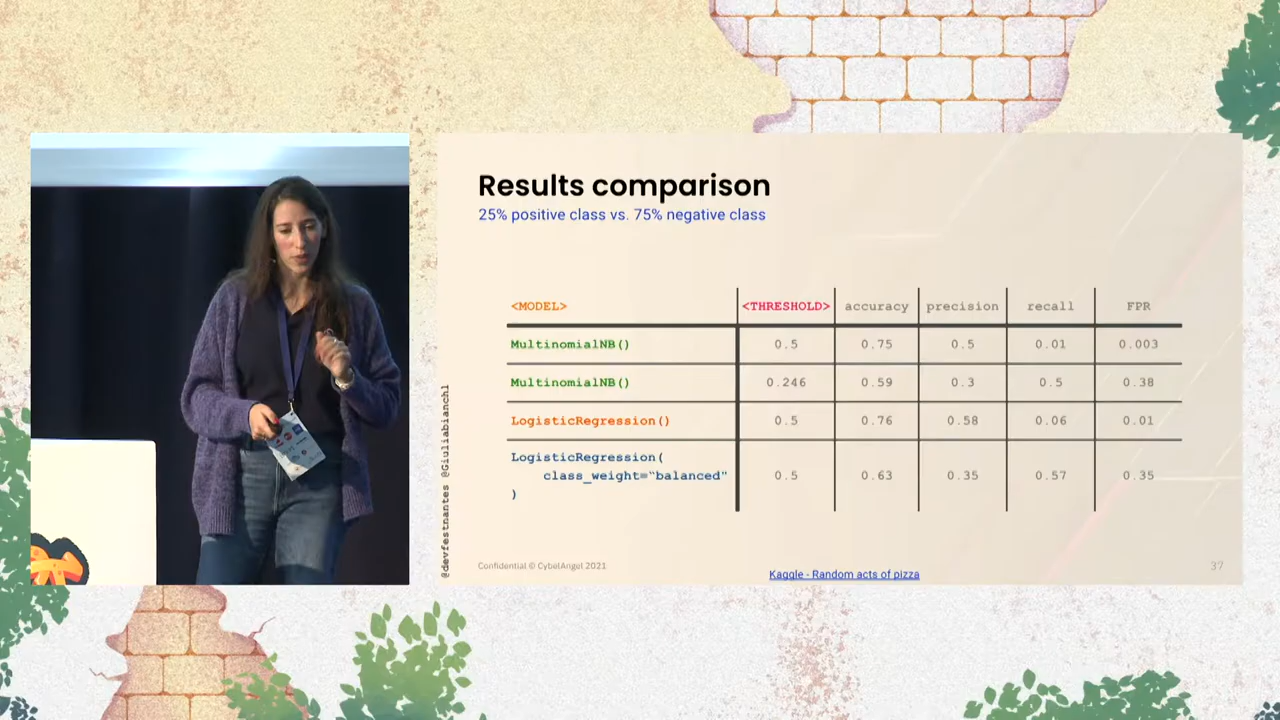 Results comparison
25% positive class vs. 75% negative class
<MODEL> <THRESHOLD> accuracy precision recall FPR
MultinomialNB() 0.5 0.75 0.5 0.01 0.003
MultinomialNB() 0.246 0.59 0.3 0.5 0.38
LogisticRegression() 0.5 0.76 0.58 0.06 0.01
LogisticRegression(
class_weight=“balanced" 0.5 0.63 0.35 0.57 0.35
)
@devfestnantes @Giuliabianchl
Confidential © CybelAngel 2021
Kaggle - Random acts of pizza
37